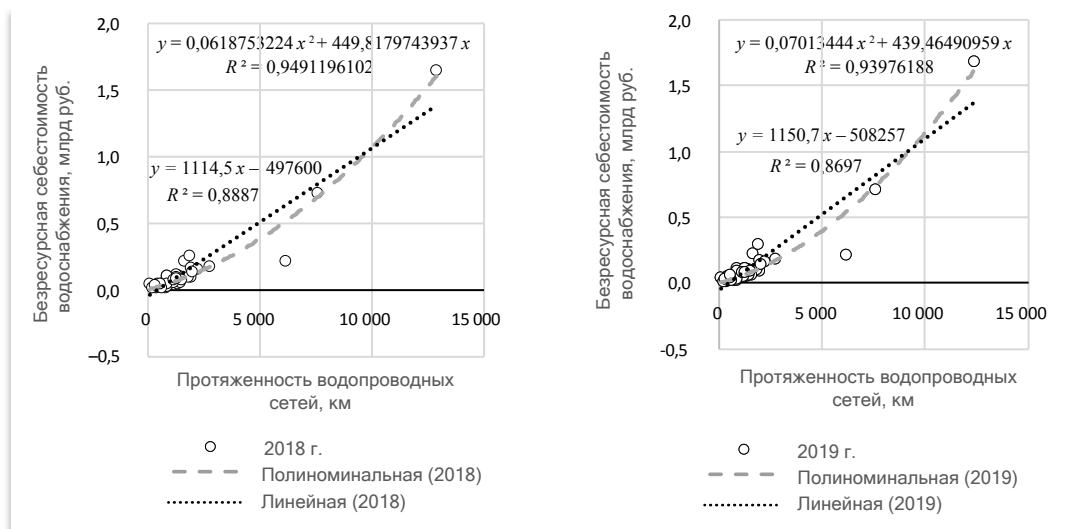 2,0
1,5
1,0
0,5
0,0
–0,5
Безресурсная себестоимость
водоснабжения, млрд руб.
y = 0,0618753224 x² + 449,8179743937 x
R² = 0,9491196102
y = 1114,5 x – 497600
R² = 0,8887
0
5 000
10 000
15 000
Протяженность водопроводных
сетей, км
2018 г.
Полиноминальная (2018)
Линейная (2018)
2,0
1,5
1,0
0,5
0,0
-0,5
Безресурсная себестоимость
водоснабжения, млрд руб.
y = 0,07013444 x² + 439,46490959 x
R² = 0,93976188
y = 1150,7 x – 508257
R² = 0,8697
0
5 000
10 000
15 000
Протяженность водопроводных
сетей, км
2019 г.
Полиноминальная (2019)
Линейная (2019)